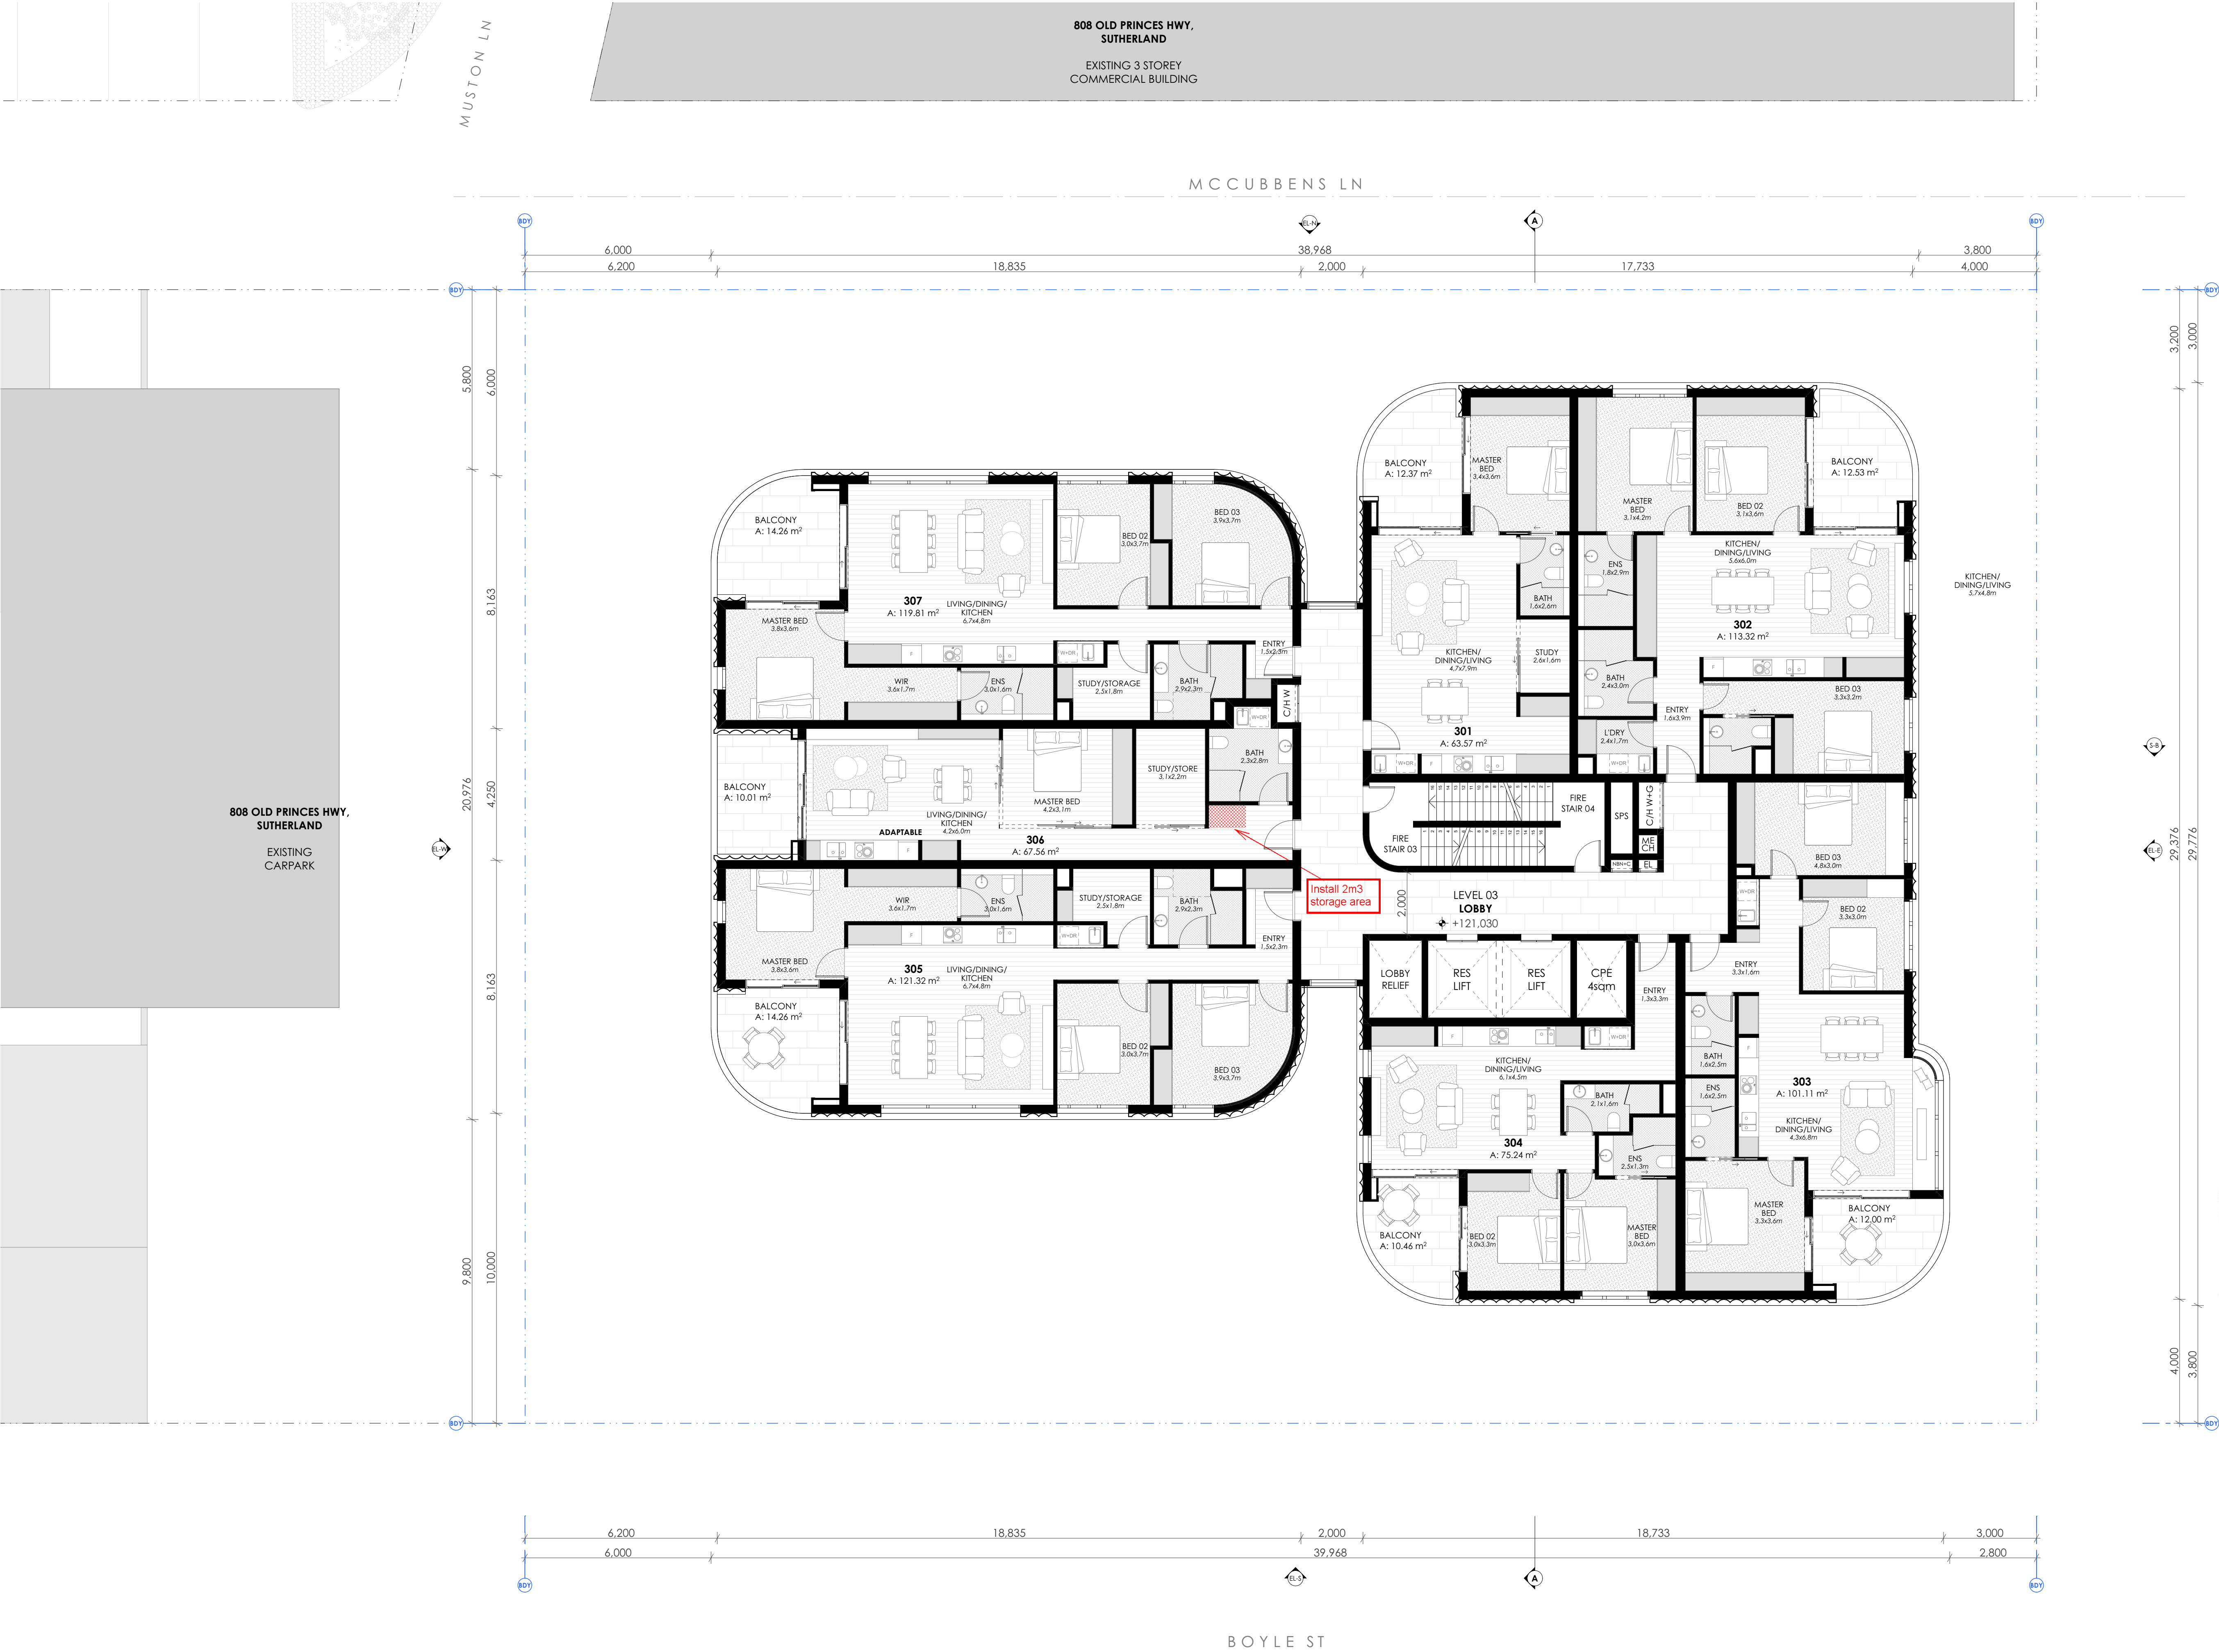 808 OLD PRINCES HWY,
SUTHERLAND
EXISTING 3 STOREY
COMMERCIAL BUILDING
MUSTON LN
MCCUBBENS LN
BDY
BDY
EL-N
A
6,000
38,968
3,800
6,200
18,835
2,000
17,733
4,000
BDY
BDY
5,800
6,000
3,200
3,000
8,163
20,976
4,250
8,163
9,800
10,000
29,376
29,776
4,000
3,800
S-B
EL-E
EL-W
808 OLD PRINCES HWY,
SUTHERLAND
EXISTING
CARPARK
BALCONY
A: 14.26 m²
307
A: 119.81 m²
LIVING/DINING/
KITCHEN
6.7x4.8m
BED 02
3.0x3.7m
BED 03
3.9x3.7m
MASTER BED
3.8x3.6m
WIR
3.6x1.7m
ENS
3.0x1.6m
F
W+DR
STUDY/STORAGE
2.5x1.8m
BATH
2.9x2.3m
ENTRY
1.5x2.3m
C/H W
W+DR
BALCONY
A: 10.01 m²
LIVING/DINING/
KITCHEN
4.2x6.0m
ADAPTABLE
F
306
A: 67.56 m²
MASTER BED
4.2x3.1m
STUDY/STORE
3.1x2.2m
BATH
2.3x2.8m
Install 2m3
storage area
MASTER BED
3.8x3.6m
WIR
3.6x1.7m
ENS
3.0x1.6m
STUDY/STORAGE
2.5x1.8m
BATH
2.9x2.3m
ENTRY
1.5x2.3m
F
W+DR
305
A: 121.32 m²
LIVING/DINING/
KITCHEN
6.7x4.8m
BALCONY
A: 14.26 m²
BED 02
3.0x3.7m
BED 03
3.9x3.7m
BALCONY
A: 12.37 m²
MASTER
BED
3.4x3.6m
MASTER
BED
3.1x4.2m
BED 02
3.1x3.6m
BALCONY
A: 12.53 m²
BATH
1.6x2.6m
ENS
1.8x2.9m
KITCHEN/
DINING/LIVING
5.6x6.0m
KITCHEN/
DINING/LIVING
5.7x4.8m
302
A: 113.32 m²
KITCHEN/
DINING/LIVING
4.7x7.9m
STUDY
2.6x1.6m
BATH
2.4x3.0m
F
BED 03
3.3x3.2m
ENTRY
1.6x3.9m
301
A: 63.57 m²
L'DRY
2.4x1.7m
W+DR
F
W+DR
FIRE
STAIR 04
FIRE
STAIR 03
SPS
C/H W+G
ME
CH
NBN+C
EL
LEVEL 03
LOBBY
+121,030
2,000
BED 03
4.8x3.0m
W+DR
BED 02
3.3x3.0m
LOBBY
RELIEF
RES
LIFT
RES
LIFT
CPE
4sqm
ENTRY
1.3x3.3m
ENTRY
3.3x1.6m
F
W+DR
KITCHEN/
DINING/LIVING
6.1x4.5m
BATH
2.1x1.6m
304
A: 75.24 m²
ENS
2.5x1.3m
BATH
1.6x2.5m
ENS
1.6x2.5m
F
303
A: 101.11 m²
KITCHEN/
DINING/LIVING
4.3x6.8m
BALCONY
A: 10.46 m²
BED 02
3.0x3.3m
MASTER
BED
3.0x3.6m
MASTER
BED
3.3x3.6m
BALCONY
A: 12.00 m²
BDY
BDY
6,200
18,835
2,000
18,733
3,000
6,000
39,968
2,800
BDY
EL-S
A
BDY
BOYLE ST